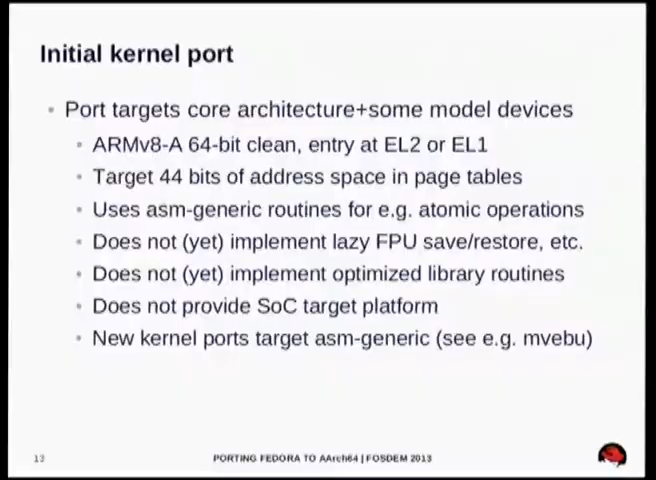 Initial kernel port
Port targets core architecture+some model devices
ARMv8-A 64-bit clean, entry at EL2 or EL1
Target 44 bits of address space in page tables
Uses asm-generic routines for e.g. atomic operations
Does not (yet) implement lazy FPU save/restore, etc.
Does not (yet) implement optimized library routines
Does not provide SoC target platform
New kernel ports target asm-generic (see e.g. mvebu)
13
PORTING FEDORA TO AArch64 | FOSDEM 2013